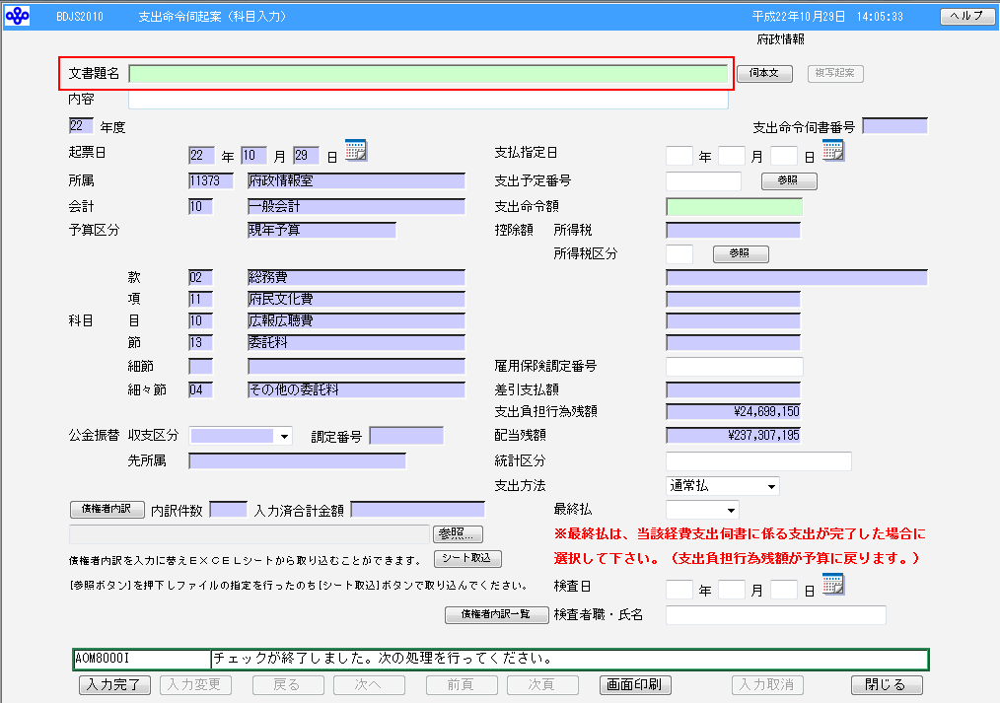 BDJS2010 支出命令伺起案（科目入力） 平成22年10月29日 14:05:33 ヘルプ
府政情報
文書題名 伺本文 複写起案
内容
22 年度 支出命令伺書番号
起票日 22 年 10 月 29 日 支払指定日 年 月 日
所属 11373 府政情報室 支出予定番号 参照
会計 10 一般会計 支出命令額
予算区分 現年予算 控除額 所得税
所得税区分 参照
款 02 総務費
項 11 府民文化費
科目 目 10 広報広聴費
節 13 委託料
細節 雇用保険調定番号
細々節 04 その他の委託料 差引支払額
支出負担行為残額 ¥24,699,150
公金振替 収支区分 調定番号 配当残額 ¥237,307,195
先所属 統計区分
支出方法 通常払
債権者内訳 内訳件数 入力済合計金額 最終払
参照... ※最終払は、当該経費支出伺書に係る支出が完了した場合に
債権者内訳を入力に替えＥＸＣＥＬシートから取り込むことができます。 シート取込 選択して下さい。（支出負担行為残額が予算に戻ります。）
[参照ボタン]を押下しファイルの指定を行ったのち[シート取込]ボタンで取り込んでください。 検査日 年 月 日
債権者内訳一覧 検査者職・氏名
AOM8000I チェックが終了しました。次の処理を行ってください。
入力完了 入力変更 戻る 次へ 前頁 次頁 画面印刷 入力取消 閉じる